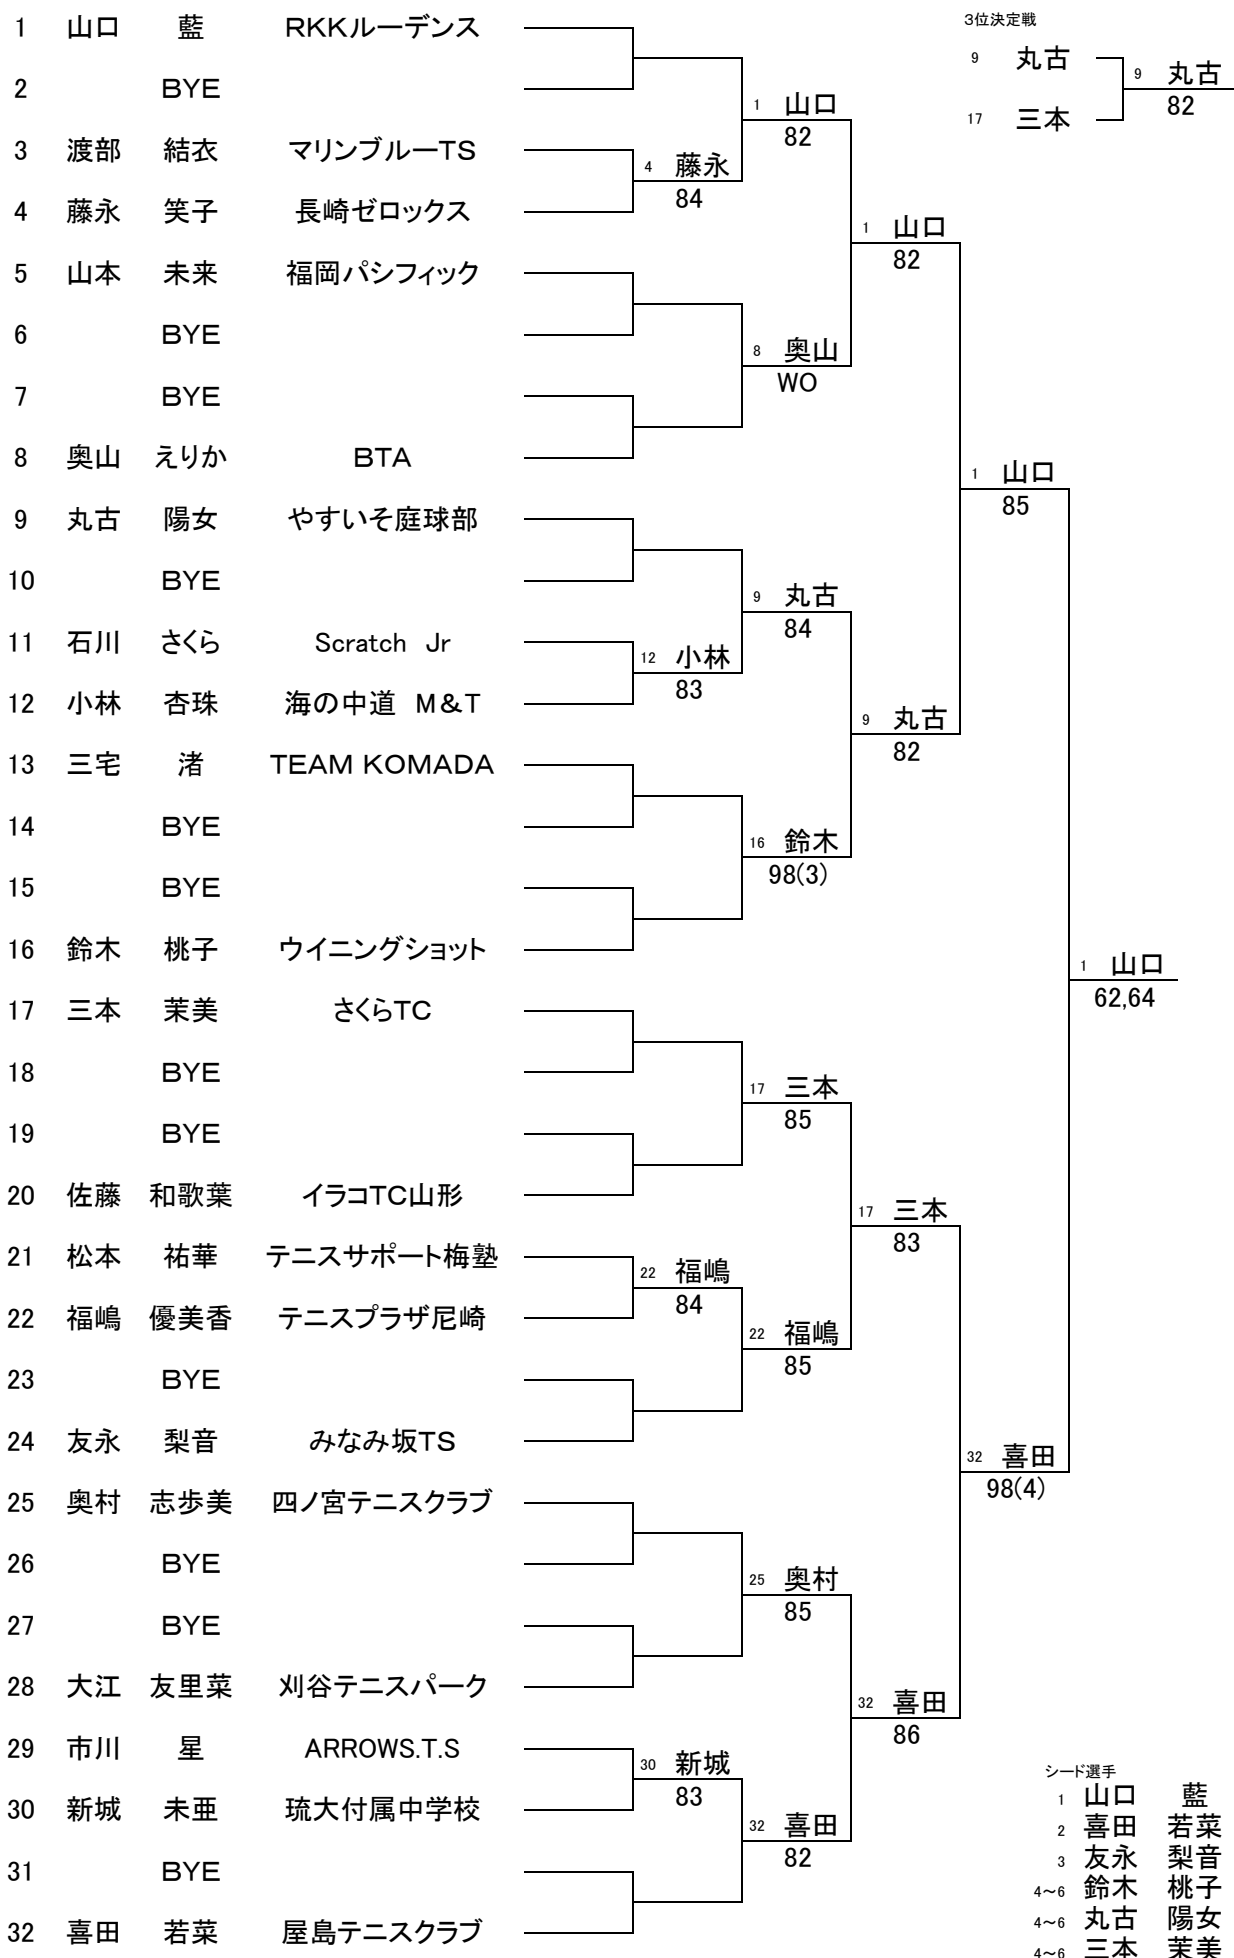 1 山口 藍 RKKルーデンス
2 BYE
3 渡部 結衣 マリンブルーTS
4 藤永 笑子 長崎ゼロックス
5 山本 未来 福岡パシフィック
6 BYE
7 BYE
8 奥山 えりか BTA
9 丸古 陽女 やすいそ庭球部
10 BYE
11 石川 さくら Scratch Jr
12 小林 杏珠 海の中道 M&T
13 三宅 渚 TEAM KOMADA
14 BYE
15 BYE
16 鈴木 桃子 ウイニングショット
17 三本 茉美 さくらTC
18 BYE
19 BYE
20 佐藤 和歌葉 イラコTC山形
21 松本 祐華 テニスサポート梅塾
22 福嶋 優美香 テニスプラザ尼崎
23 BYE
24 友永 梨音 みなみ坂TS
25 奥村 志歩美 四ノ宮テニスクラブ
26 BYE
27 BYE
28 大江 友里菜 刈谷テニスパーク
29 市川 星 ARROWS.T.S
30 新城 未亜 琉大付属中学校
31 BYE
32 喜田 若菜 屋島テニスクラブ
4 藤永
84
12 小林
83
22 福嶋
84
30 新城
83
1 山口
82
8 奥山
WO
9 丸古
84
16 鈴木
98(3)
17 三本
85
22 福嶋
85
25 奥村
85
32 喜田
82
1 山口
82
9 丸古
82
17 三本
83
32 喜田
86
1 山口
85
32 喜田
98(4)
1 山口
62,64
3位決定戦
9 丸古
17 三本
9 丸古
82
シード選手
1 山口 藍
2 喜田 若菜
3 友永 梨音
4~6 鈴木 桃子
4~6 丸古 陽女
4~6 三本 茉美